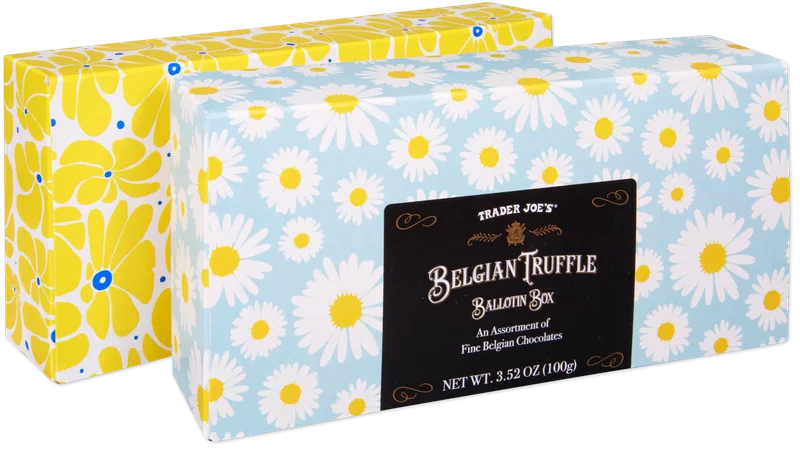 TRADER JOE'S®
BELGIAN TRUFFLE
BALLOTIN BOX
An Assortment of
Fine Belgian Chocolates
NET WT. 3.52 OZ (100g)